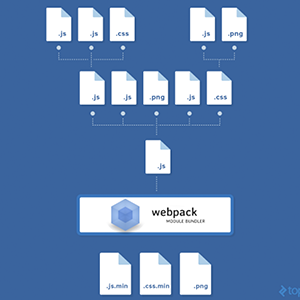 .js .js .css .js .png
.js .js .png .js .css
.js
webpack
MODULE BUNDLER
.js.min .css.min .png